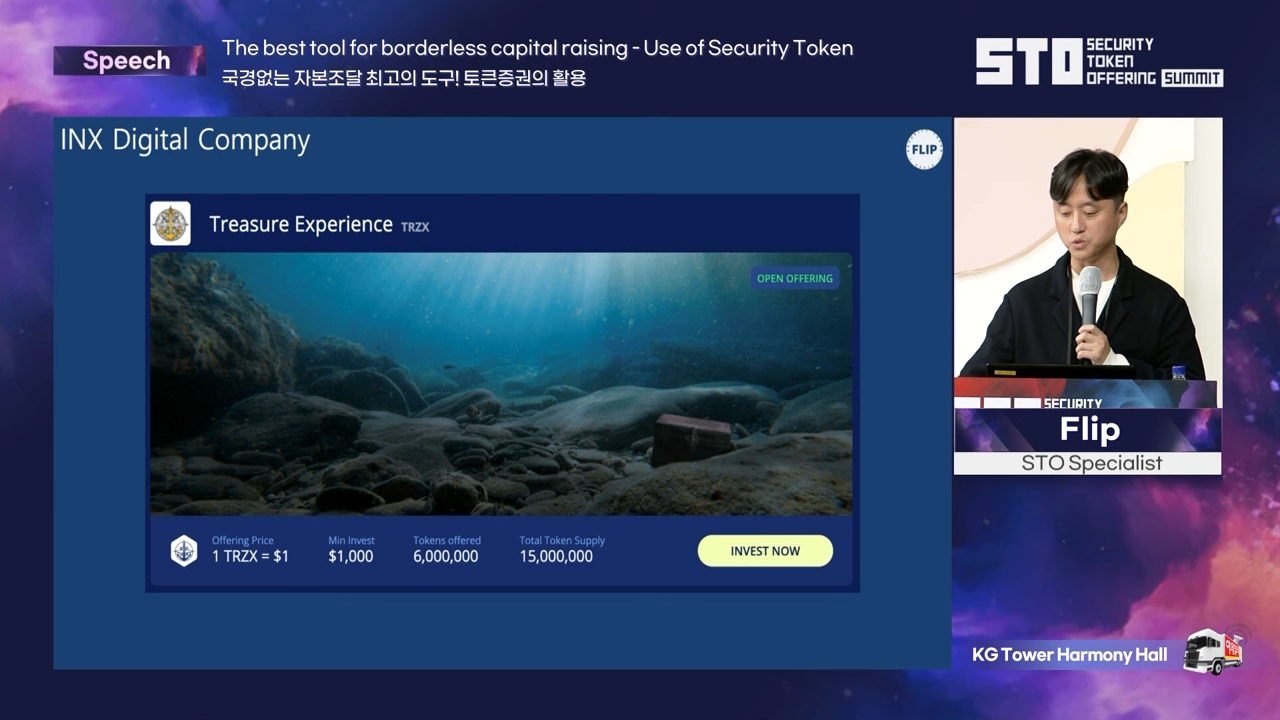 Speech
The best tool for borderless capital raising - Use of Security Token
국경없는 자본조달 최고의 도구! 토큰증권의 활용
STO SECURITY
TOKEN
OFFERING SUMMIT
INX Digital Company
FLIP
Treasure Experience TRZX
OPEN OFFERING
Offering Price
1 TRZX = $1
Min Invest
$1,000
Tokens offered
6,000,000
Total Token Supply
15,000,000
INVEST NOW
SECURITY
Flip
STO Specialist
KG Tower Harmony Hall